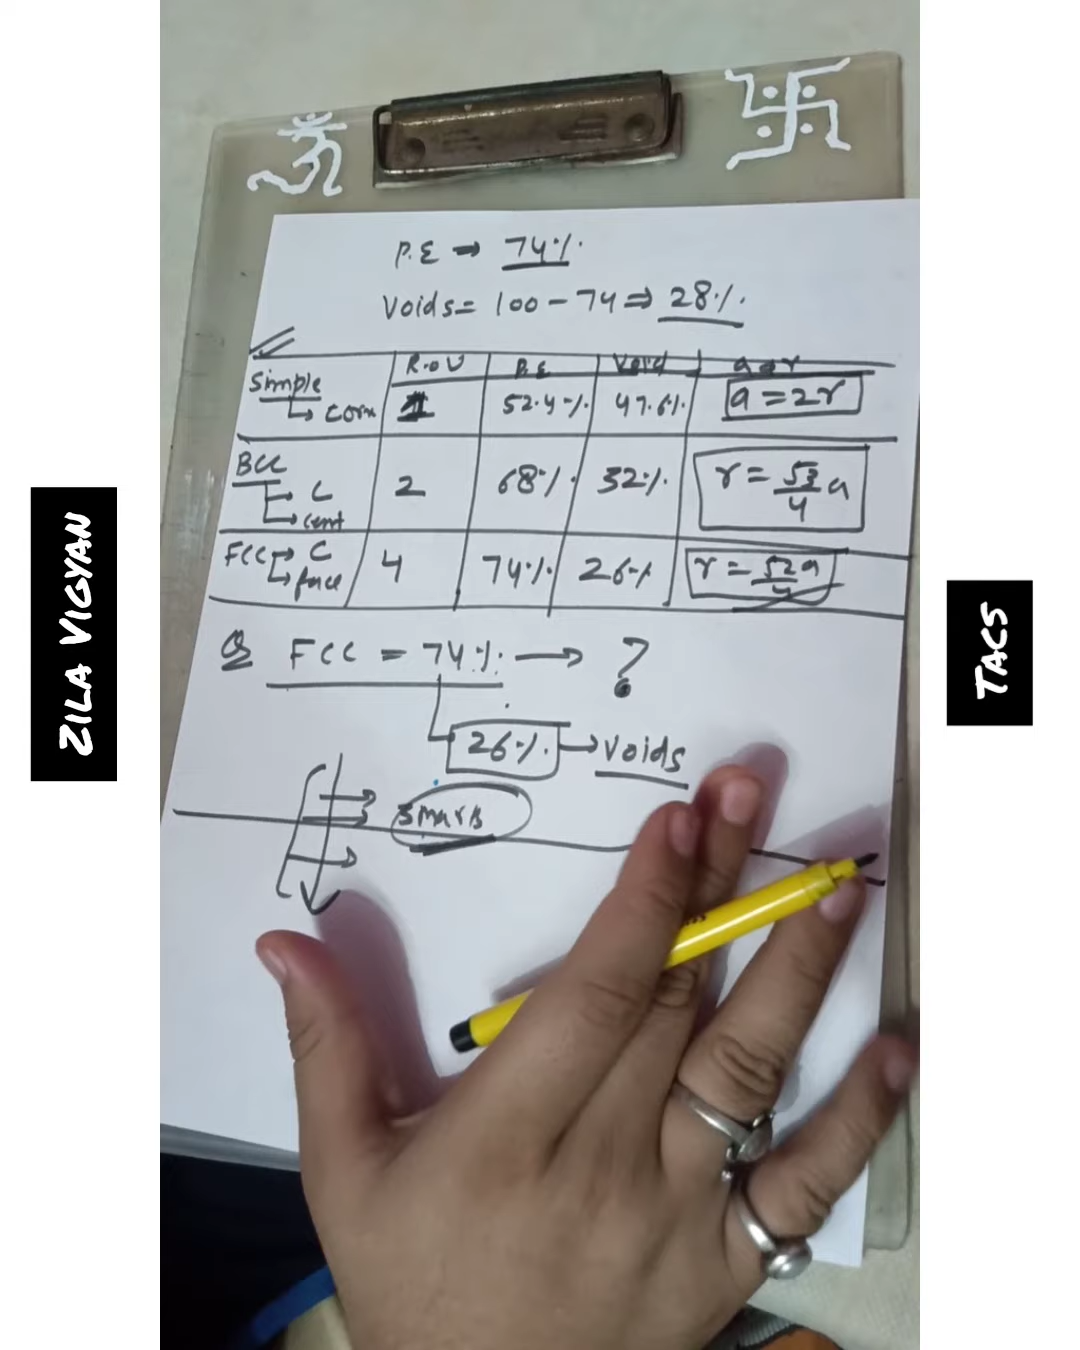 ॐ
P.E → 74%
Voids = 100 - 74 ⇒ 28%
R.O.U P.E Void a & r
Simple → Corn 1 52.4% 47.6% a = 2r
BCC → C → cent 2 68% 32% r = √3/4 a
FCC → C → face 4 74% 26% r = √2a/4
Q FCC = 74% → ?
26% → Voids
3 marks
ZILA VIGYAN
TACS